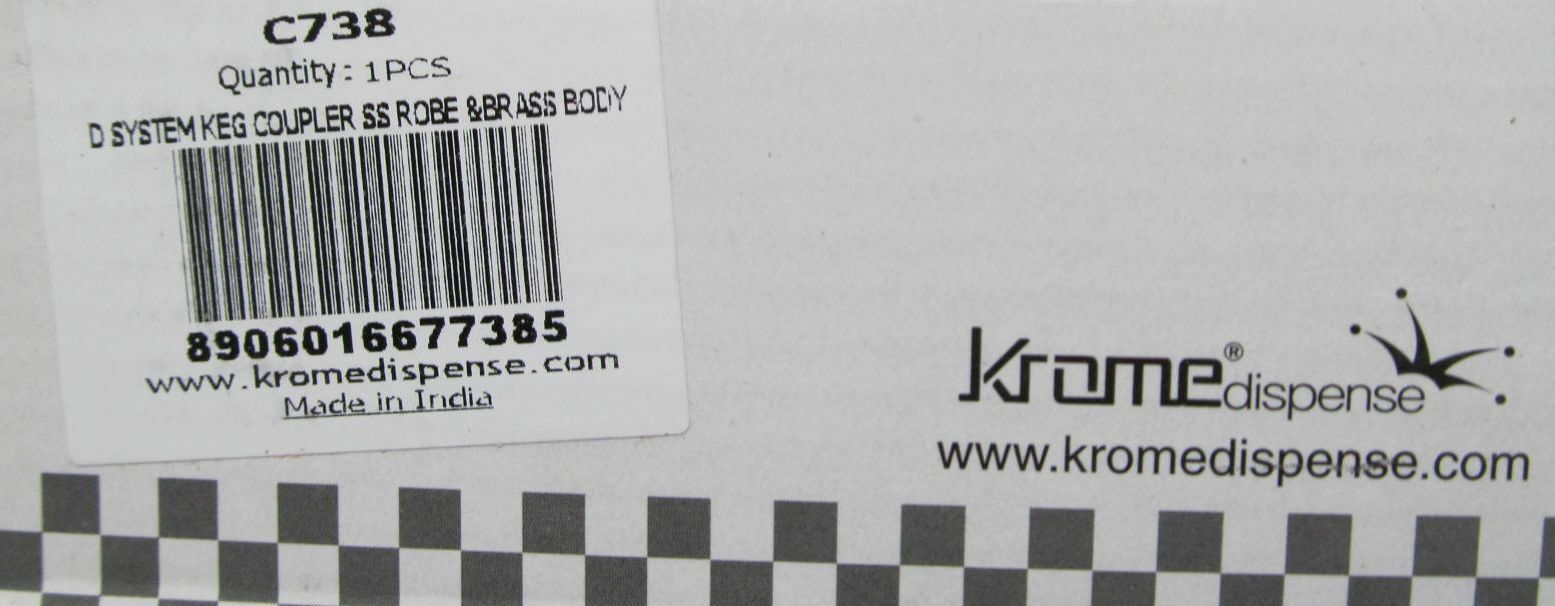 C738
Quantity : 1PCS
D SYSTEM KEG COUPLER SS ROBE &BRASS BODY
8906016677385
www.kromedispense.com
Made in India
Krome® dispense
www.kromedispense.com